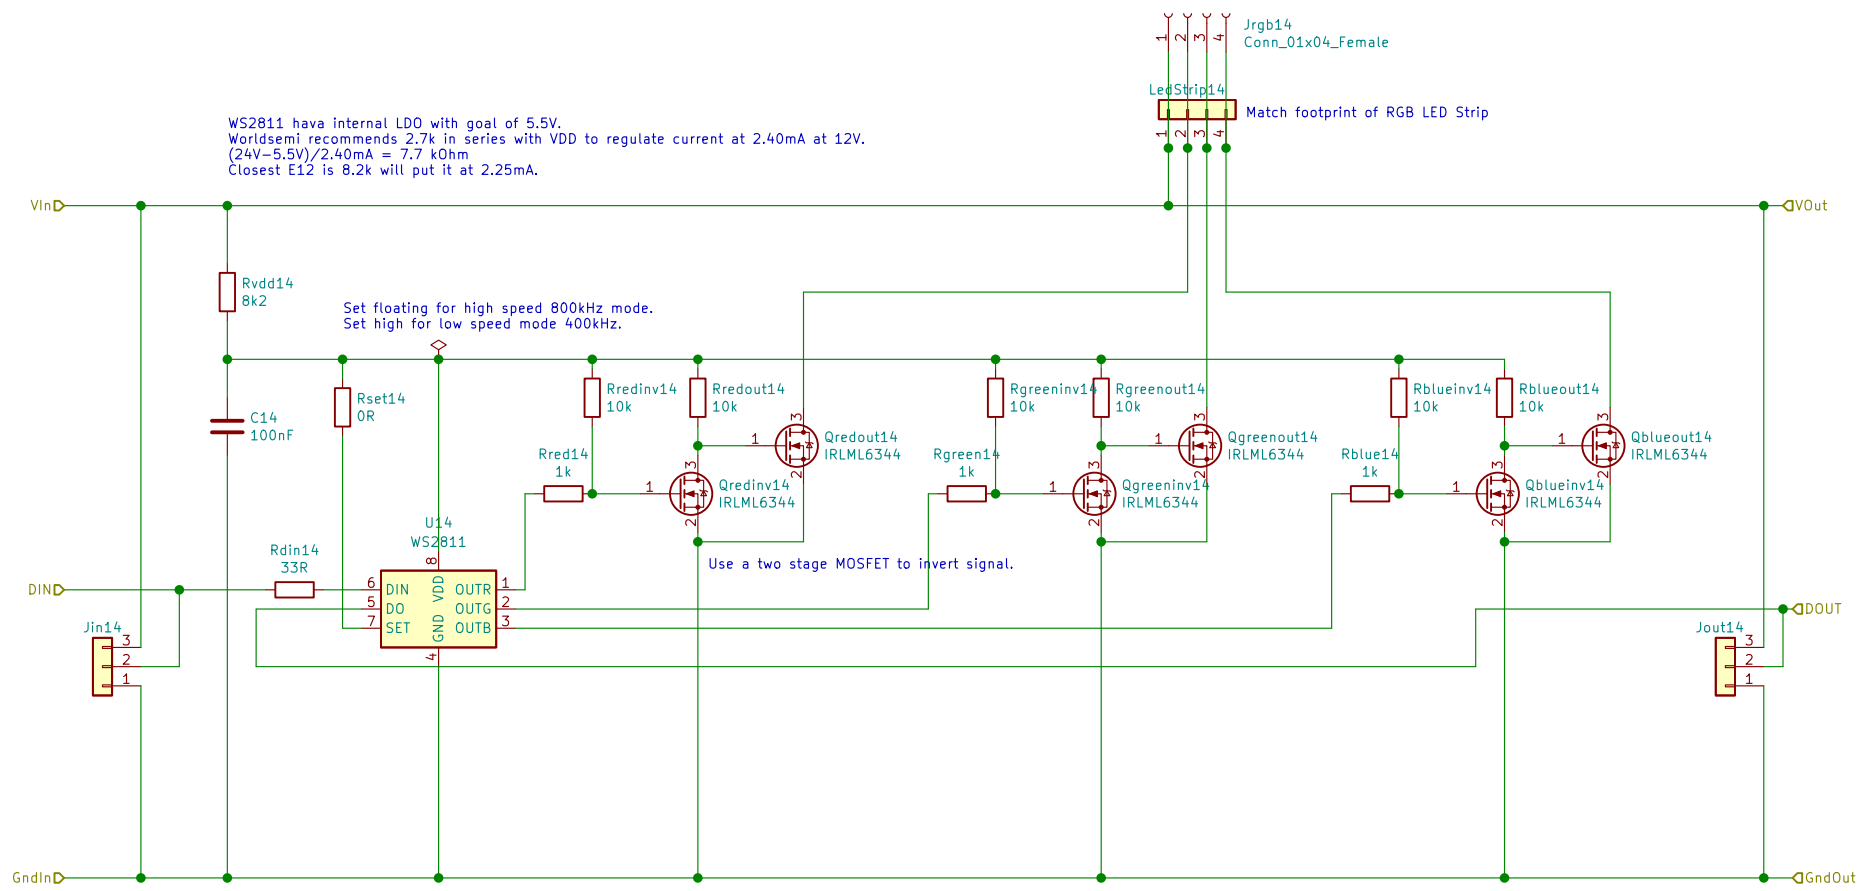 Jrgb14
Conn_01x04_Female
1 2 3 4
LedStrip14
Match footprint of RGB LED Strip
1 2 3 4
WS2811 hava internal LDO with goal of 5.5V.
Worldsemi recommends 2.7k in series with VDD to regulate current at 2.40mA at 12V.
(24V-5.5V)/2.40mA = 7.7 kOhm
Closest E12 is 8.2k will put it at 2.25mA.
VIn
VOut
Rvdd14
8k2
Set floating for high speed 800kHz mode.
Set high for low speed mode 400kHz.
C14
100nF
Rset14
0R
Rredinv14
10k
Rredout14
10k
Rgreeninv14
10k
Rgreenout14
10k
Rblueinv14
10k
Rblueout14
10k
Rred14
1k
1
3
2
Qredinv14
IRLML6344
1
3
2
Qredout14
IRLML6344
Rgreen14
1k
1
3
2
Qgreeninv14
IRLML6344
1
3
2
Qgreenout14
IRLML6344
Rblue14
1k
1
3
2
Qblueinv14
IRLML6344
1
3
2
Qblueout14
IRLML6344
Use a two stage MOSFET to invert signal.
U14
WS2811
8
VDD
6 DIN
5 DO
7 SET
OUTR 1
OUTG 2
OUTB 3
GND
4
Rdin14
33R
DIN
DOUT
Jin14
3
2
1
Jout14
3
2
1
GndIn
GndOut